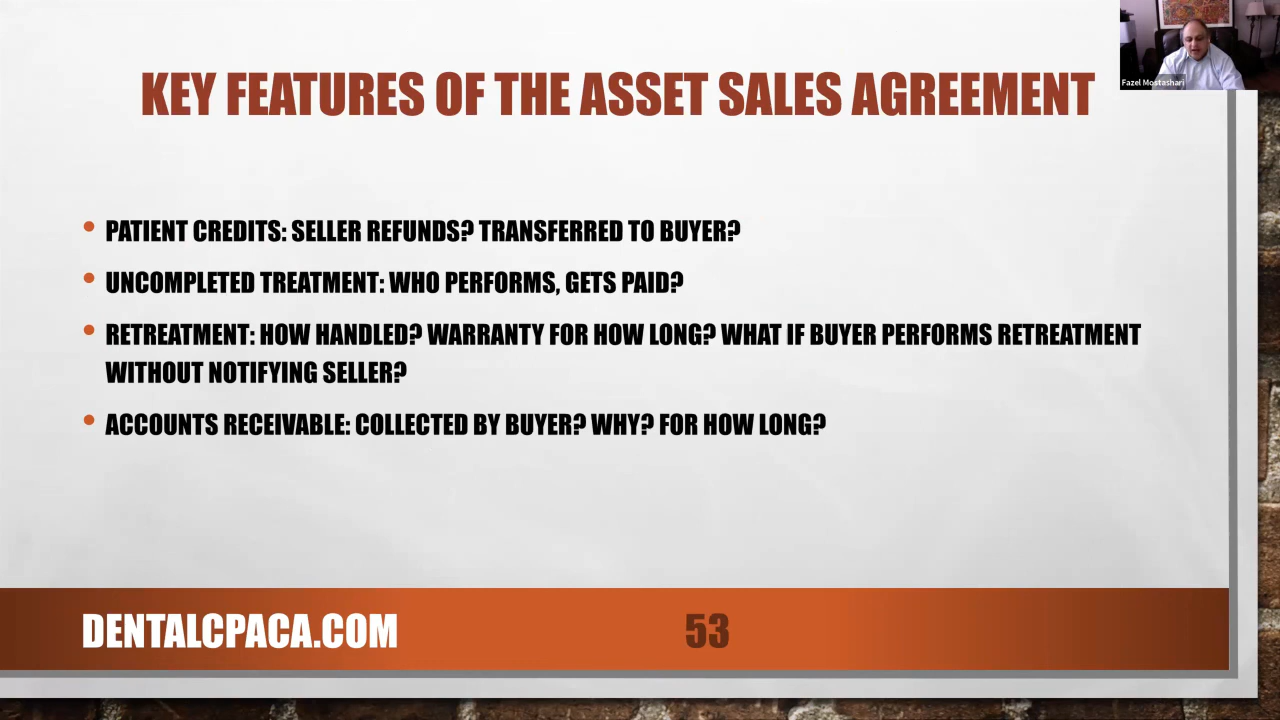 Fazel Mostashari
KEY FEATURES OF THE ASSET SALES AGREEMENT
• PATIENT CREDITS: SELLER REFUNDS? TRANSFERRED TO BUYER?
• UNCOMPLETED TREATMENT: WHO PERFORMS, GETS PAID?
• RETREATMENT: HOW HANDLED? WARRANTY FOR HOW LONG? WHAT IF BUYER PERFORMS RETREATMENT
WITHOUT NOTIFYING SELLER?
• ACCOUNTS RECEIVABLE: COLLECTED BY BUYER? WHY? FOR HOW LONG?
DENTALCPACA.COM
53